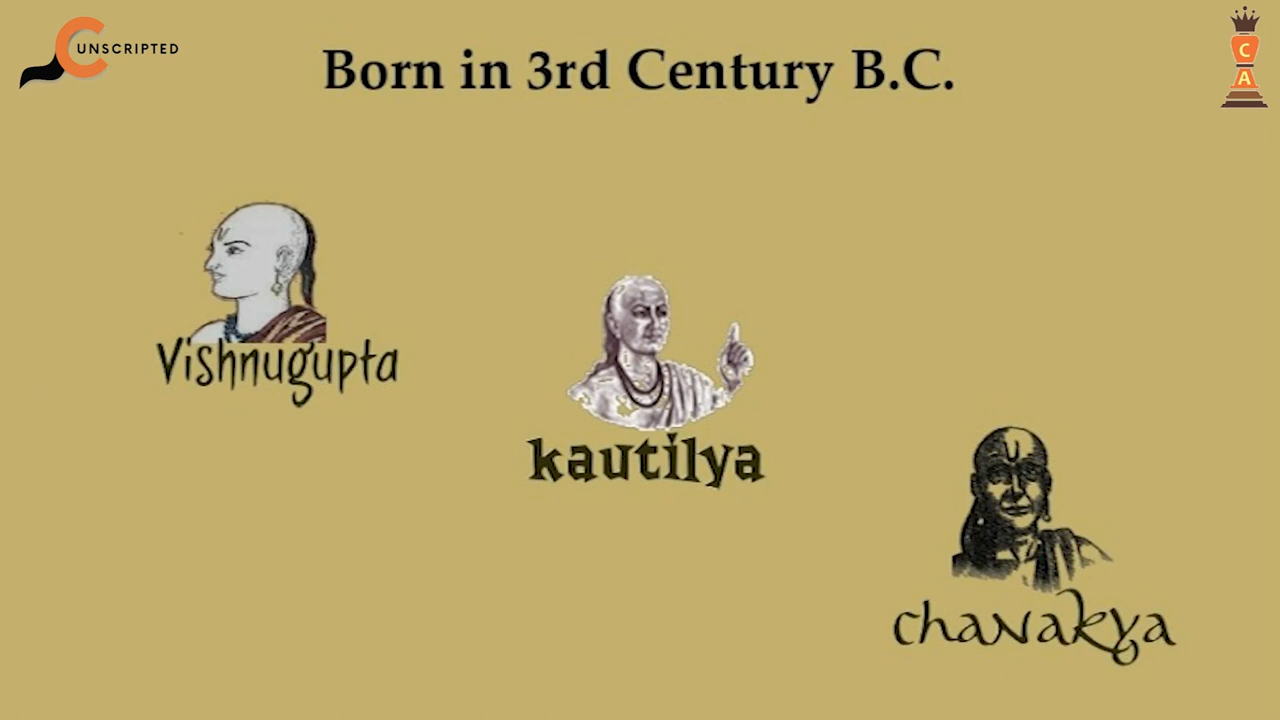 UNSCRIPTED
Born in 3rd Century B.C.
C
A
Vishnugupta
kautilya
chanakya